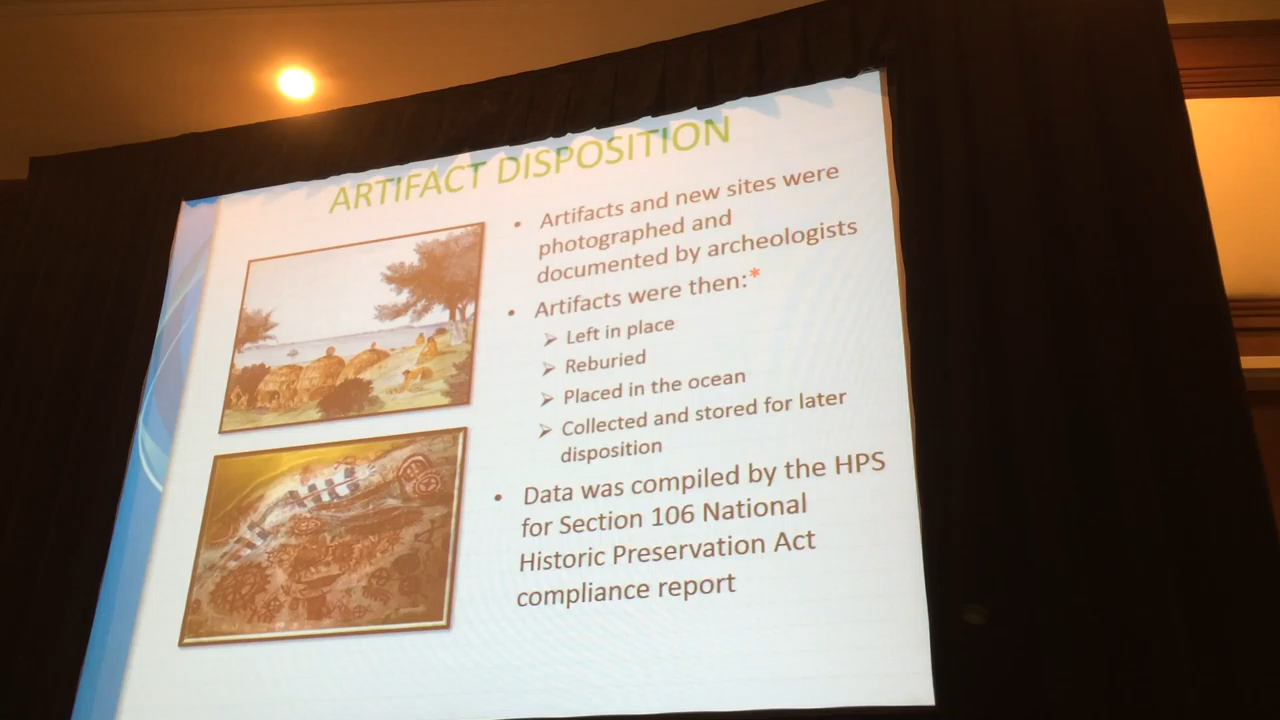 ARTIFACT DISPOSITION
• Artifacts and new sites were
photographed and
documented by archeologists
• Artifacts were then:*
➢ Left in place
➢ Reburied
➢ Placed in the ocean
➢ Collected and stored for later
disposition
• Data was compiled by the HPS
for Section 106 National
Historic Preservation Act
compliance report